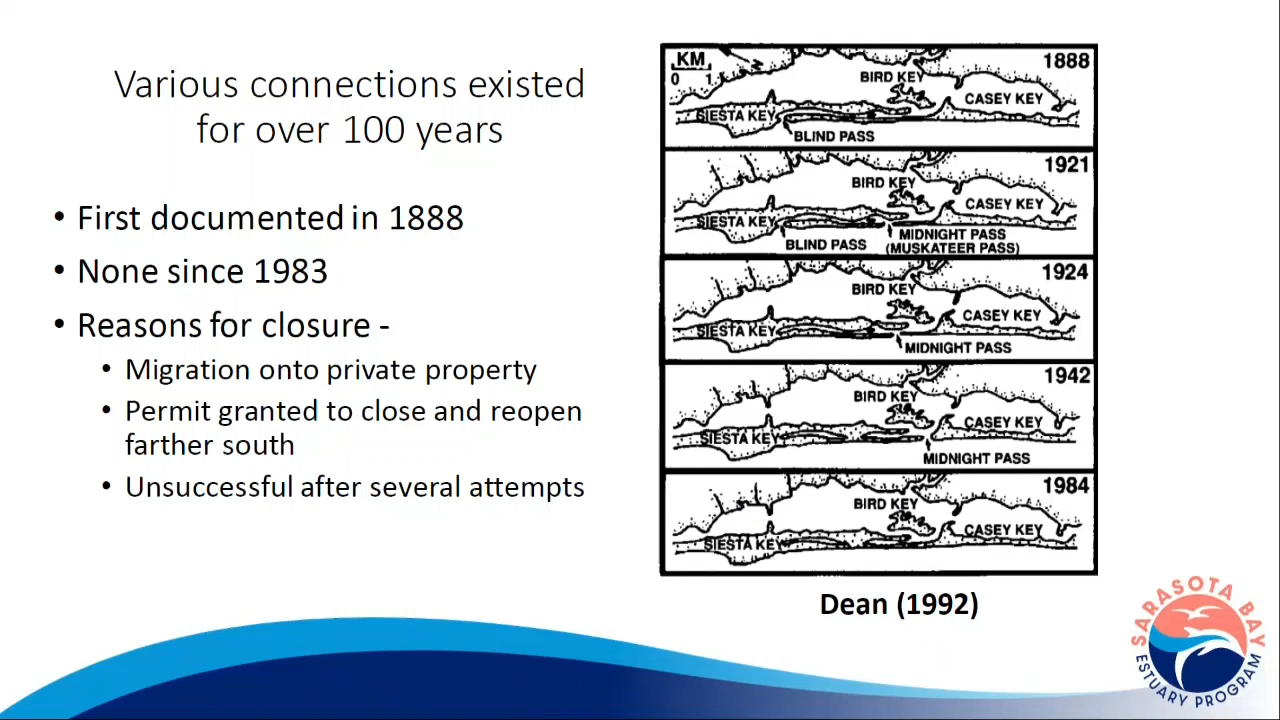 Various connections existed
for over 100 years
• First documented in 1888
• None since 1983
• Reasons for closure -
• Migration onto private property
• Permit granted to close and reopen
farther south
• Unsuccessful after several attempts
1888
KM
0 1
N
BIRD KEY
CASEY KEY
SIESTA KEY
BLIND PASS
1921
BIRD KEY
CASEY KEY
SIESTA KEY
MIDNIGHT PASS
BLIND PASS
(MUSKATEER PASS)
1924
BIRD KEY
CASEY KEY
SIESTA KEY
MIDNIGHT PASS
1942
BIRD KEY
CASEY KEY
SIESTA KEY
MIDNIGHT PASS
1984
BIRD KEY
CASEY KEY
SIESTA KEY
Dean (1992)
SARASOTA BAY
ESTUARY PROGRAM